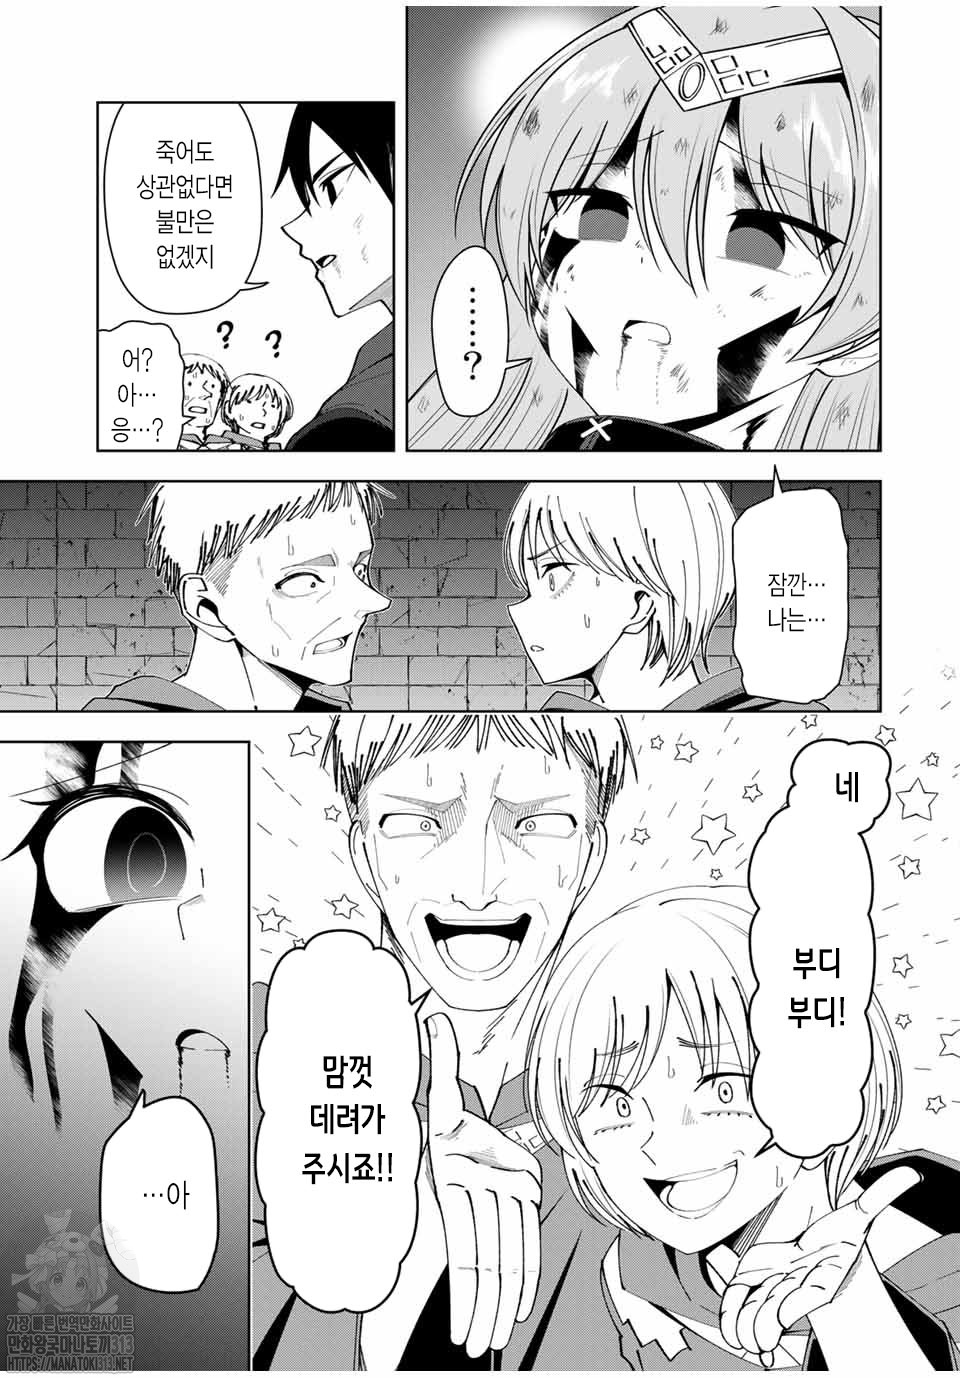 ………?
죽어도
상관없다면
불만은
없겠지
?
?
어?
아…
응…?
잠깐…
나는…
네
부디
부디!
맘껏
데려가
주시죠!!
…아
가장 빠른 번역만화사이트
만화왕국마나토끼313
HTTPS://MANATOKI313.NET